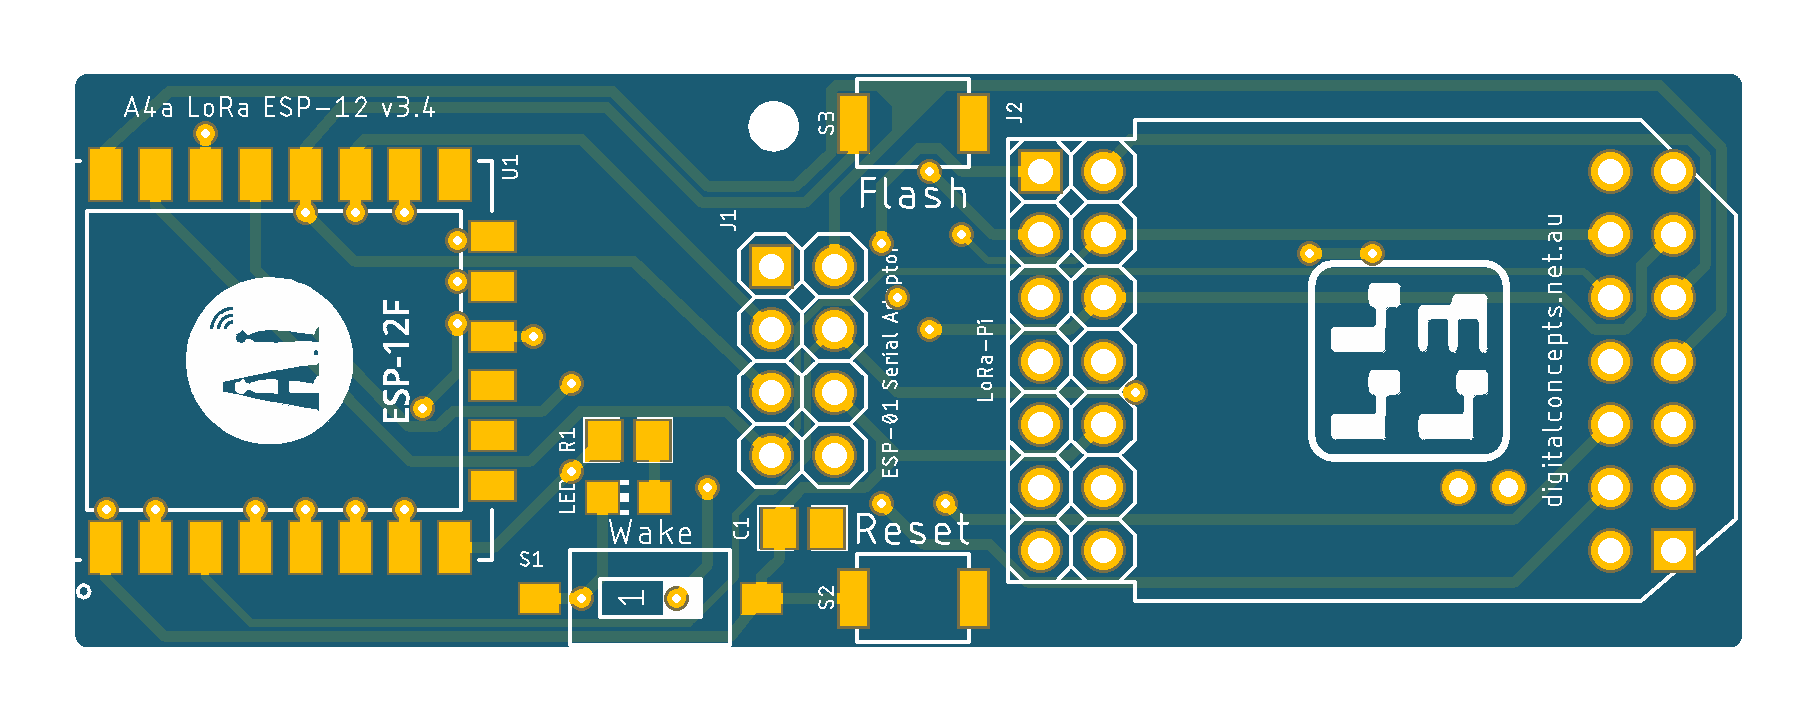 A4a LoRa ESP-12 v3.4
U1
ESP-12F
A.i
J1
S3
J2
Flash
ESP-01 Serial Adaptor
LoRa-Pi
digitalconcepts.net.au
R1
LED
Wake
C1
Reset
S1
1
S2